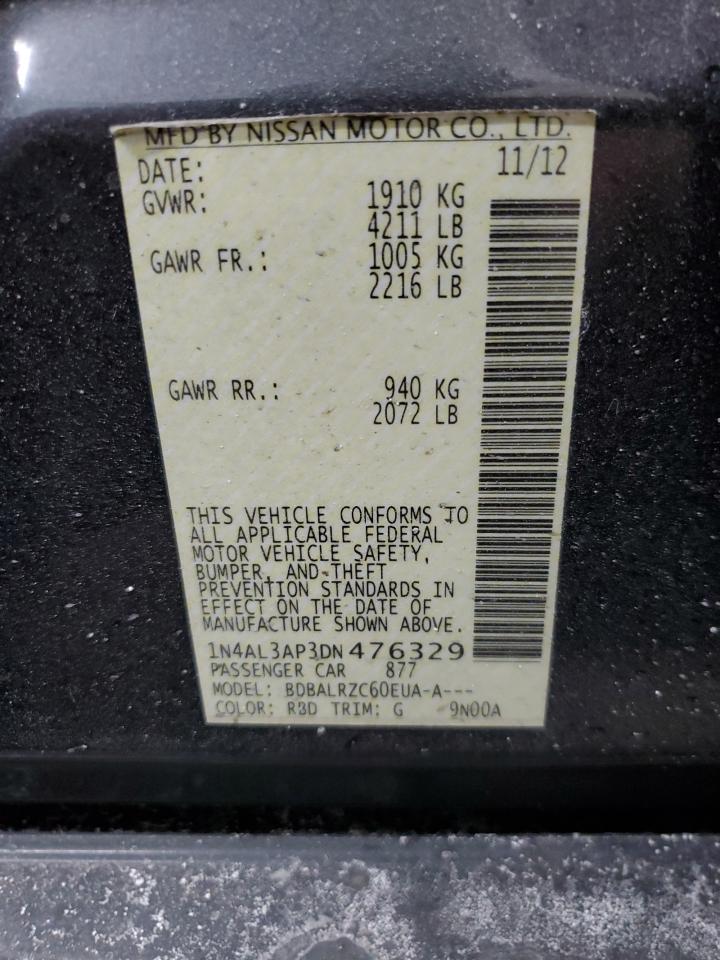 MFD BY NISSAN MOTOR CO., LTD.
DATE: 11/12
GVWR: 1910 KG
4211 LB
GAWR FR.: 1005 KG
2216 LB
GAWR RR.: 940 KG
2072 LB
THIS VEHICLE CONFORMS TO
ALL APPLICABLE FEDERAL
MOTOR VEHICLE SAFETY,
BUMPER, AND THEFT
PREVENTION STANDARDS IN
EFFECT ON THE DATE OF
MANUFACTURE SHOWN ABOVE.
1N4AL3AP3DN476329
PASSENGER CAR 877
MODEL: BDBALRZC60EUA-A---
COLOR: RBD TRIM: G 9N00A